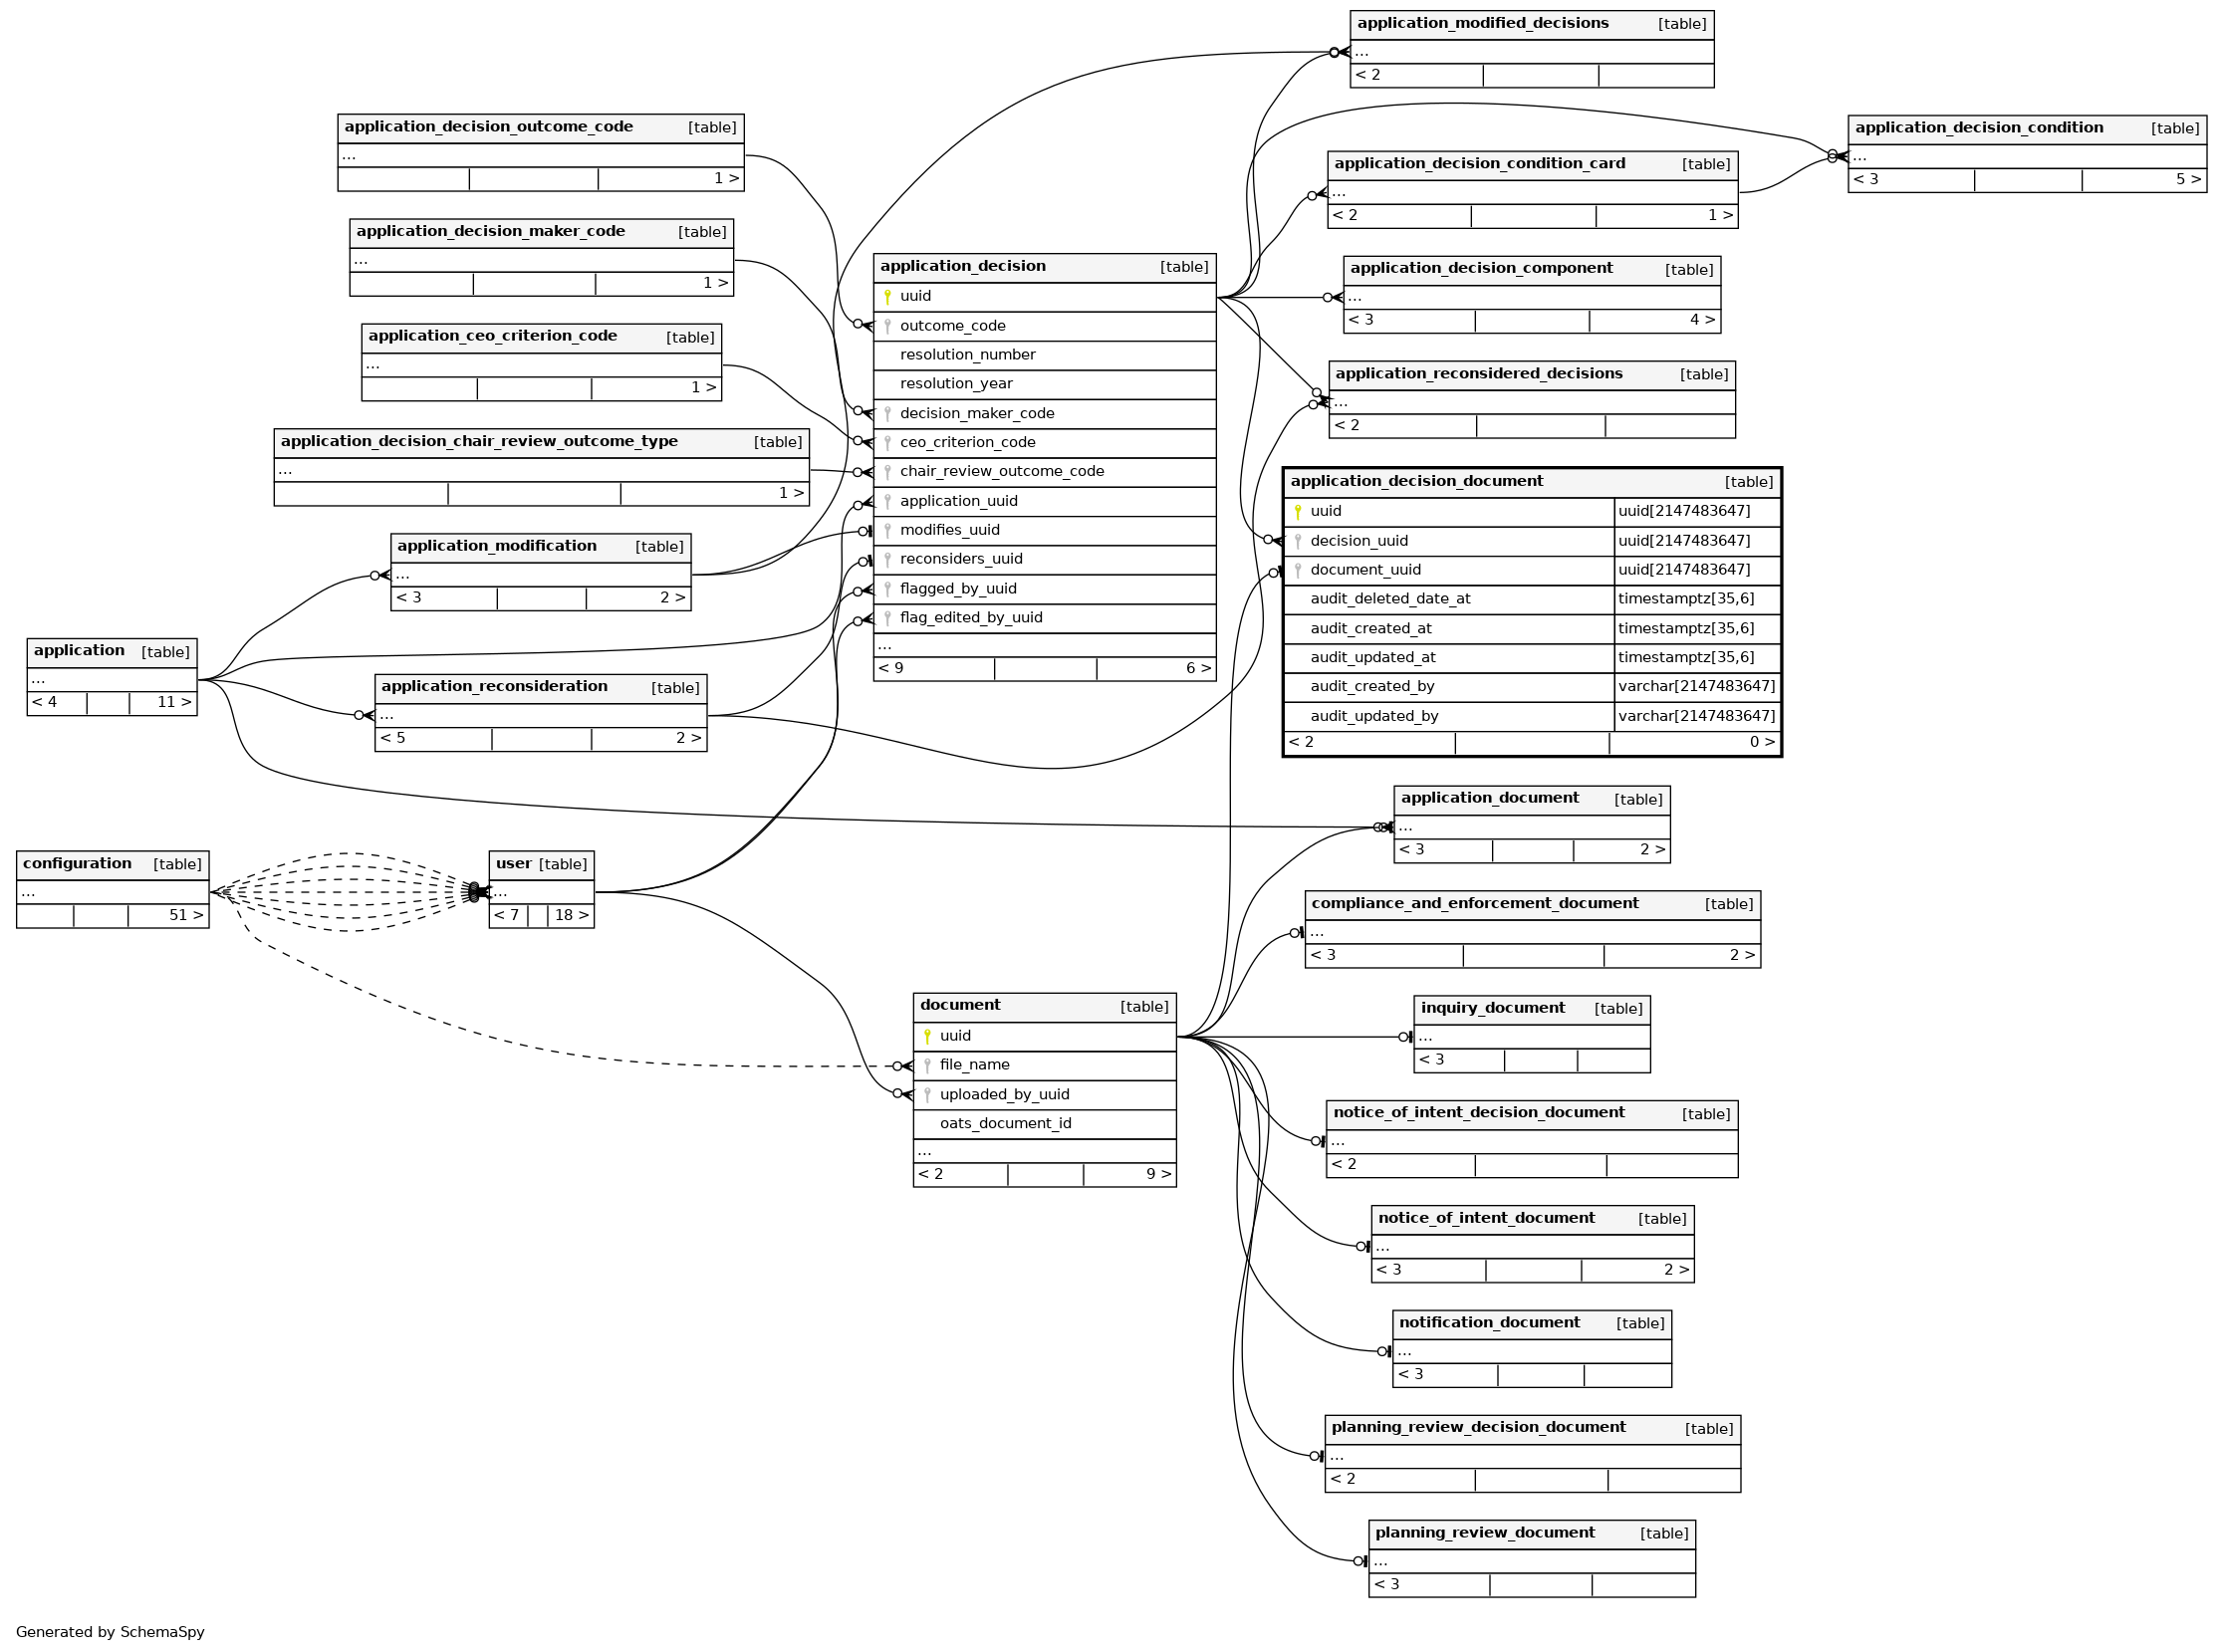 application_modified_decisions [table]
...
< 2
application_decision_outcome_code [table]
...
1 >
application_decision_condition [table]
...
< 3 5 >
application_decision_condition_card [table]
...
< 2 1 >
application_decision_maker_code [table]
...
1 >
application_decision [table]
uuid
outcome_code
resolution_number
resolution_year
decision_maker_code
ceo_criterion_code
chair_review_outcome_code
application_uuid
modifies_uuid
reconsiders_uuid
flagged_by_uuid
flag_edited_by_uuid
...
< 9 6 >
application_decision_component [table]
...
< 3 4 >
application_ceo_criterion_code [table]
...
1 >
application_reconsidered_decisions [table]
...
< 2
application_decision_chair_review_outcome_type [table]
...
1 >
application_decision_document [table]
uuid uuid[2147483647]
decision_uuid uuid[2147483647]
document_uuid uuid[2147483647]
audit_deleted_date_at timestamptz[35,6]
audit_created_at timestamptz[35,6]
audit_updated_at timestamptz[35,6]
audit_created_by varchar[2147483647]
audit_updated_by varchar[2147483647]
< 2 0 >
application_modification [table]
...
< 3 2 >
application [table]
...
< 4 11 >
application_reconsideration [table]
...
< 5 2 >
application_document [table]
...
< 3 2 >
configuration [table]
...
51 >
user [table]
...
< 7 18 >
compliance_and_enforcement_document [table]
...
< 3 2 >
document [table]
uuid
file_name
uploaded_by_uuid
oats_document_id
...
< 2 9 >
inquiry_document [table]
...
< 3
notice_of_intent_decision_document [table]
...
< 2
notice_of_intent_document [table]
...
< 3 2 >
notification_document [table]
...
< 3
planning_review_decision_document [table]
...
< 2
planning_review_document [table]
...
< 3
Generated by SchemaSpy